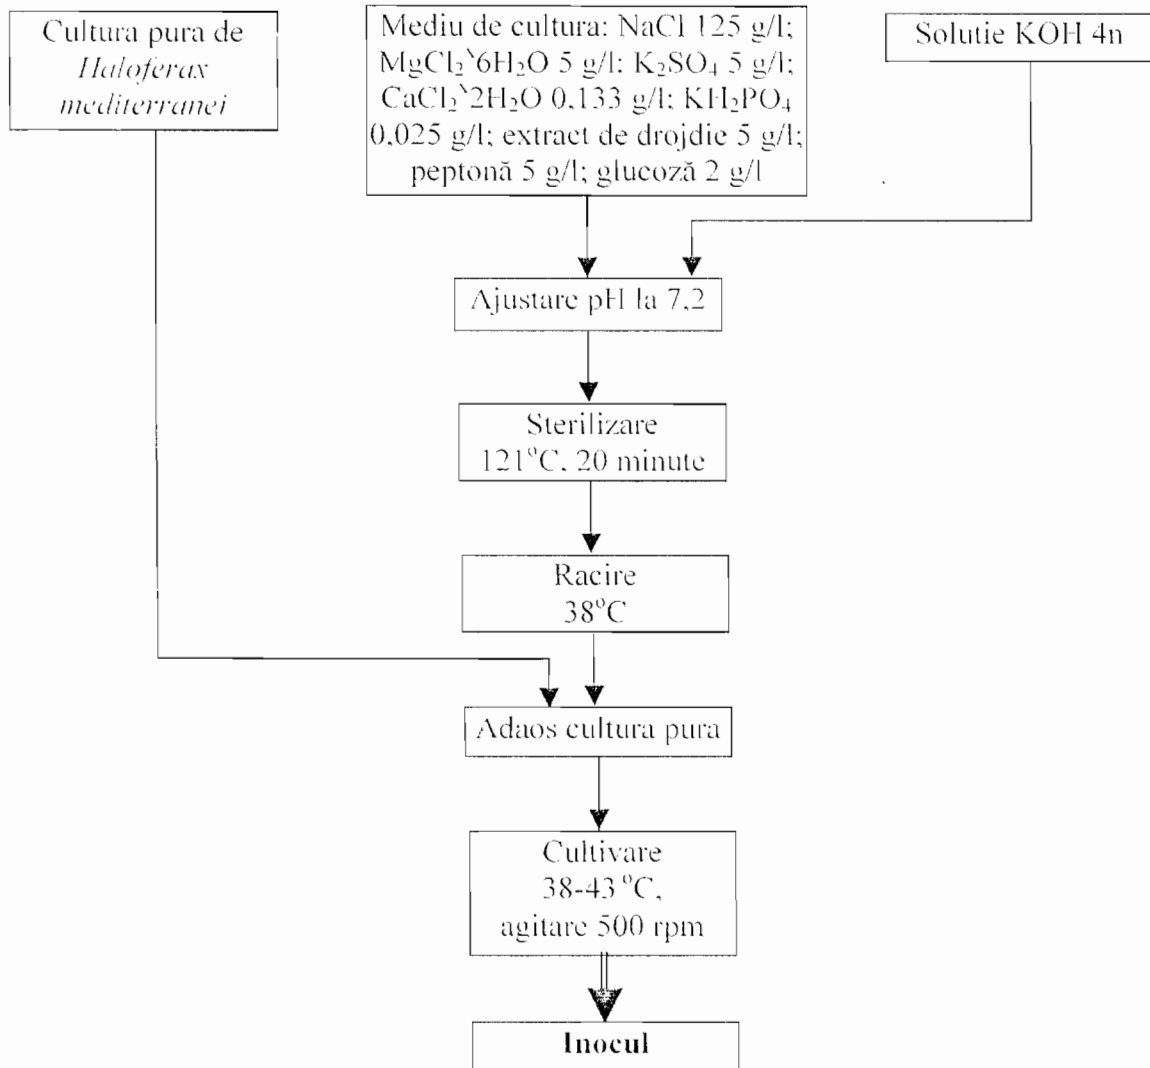 Cultura pura de
Haloferax
mediterranei
Mediu de cultura: NaCl 125 g/l;
MgCl₂`6H₂O 5 g/l: K₂SO₄ 5 g/l;
CaCl₂`2H₂O 0,133 g/l; KH₂PO₄
0,025 g/l; extract de drojdie 5 g/l;
peptonă 5 g/l; glucoză 2 g/l
Solutie KOH 4n
Ajustare pH la 7,2
Sterilizare
121°C, 20 minute
Racire
38°C
Adaos cultura pura
Cultivare
38-43 °C,
agitare 500 rpm
Inocul